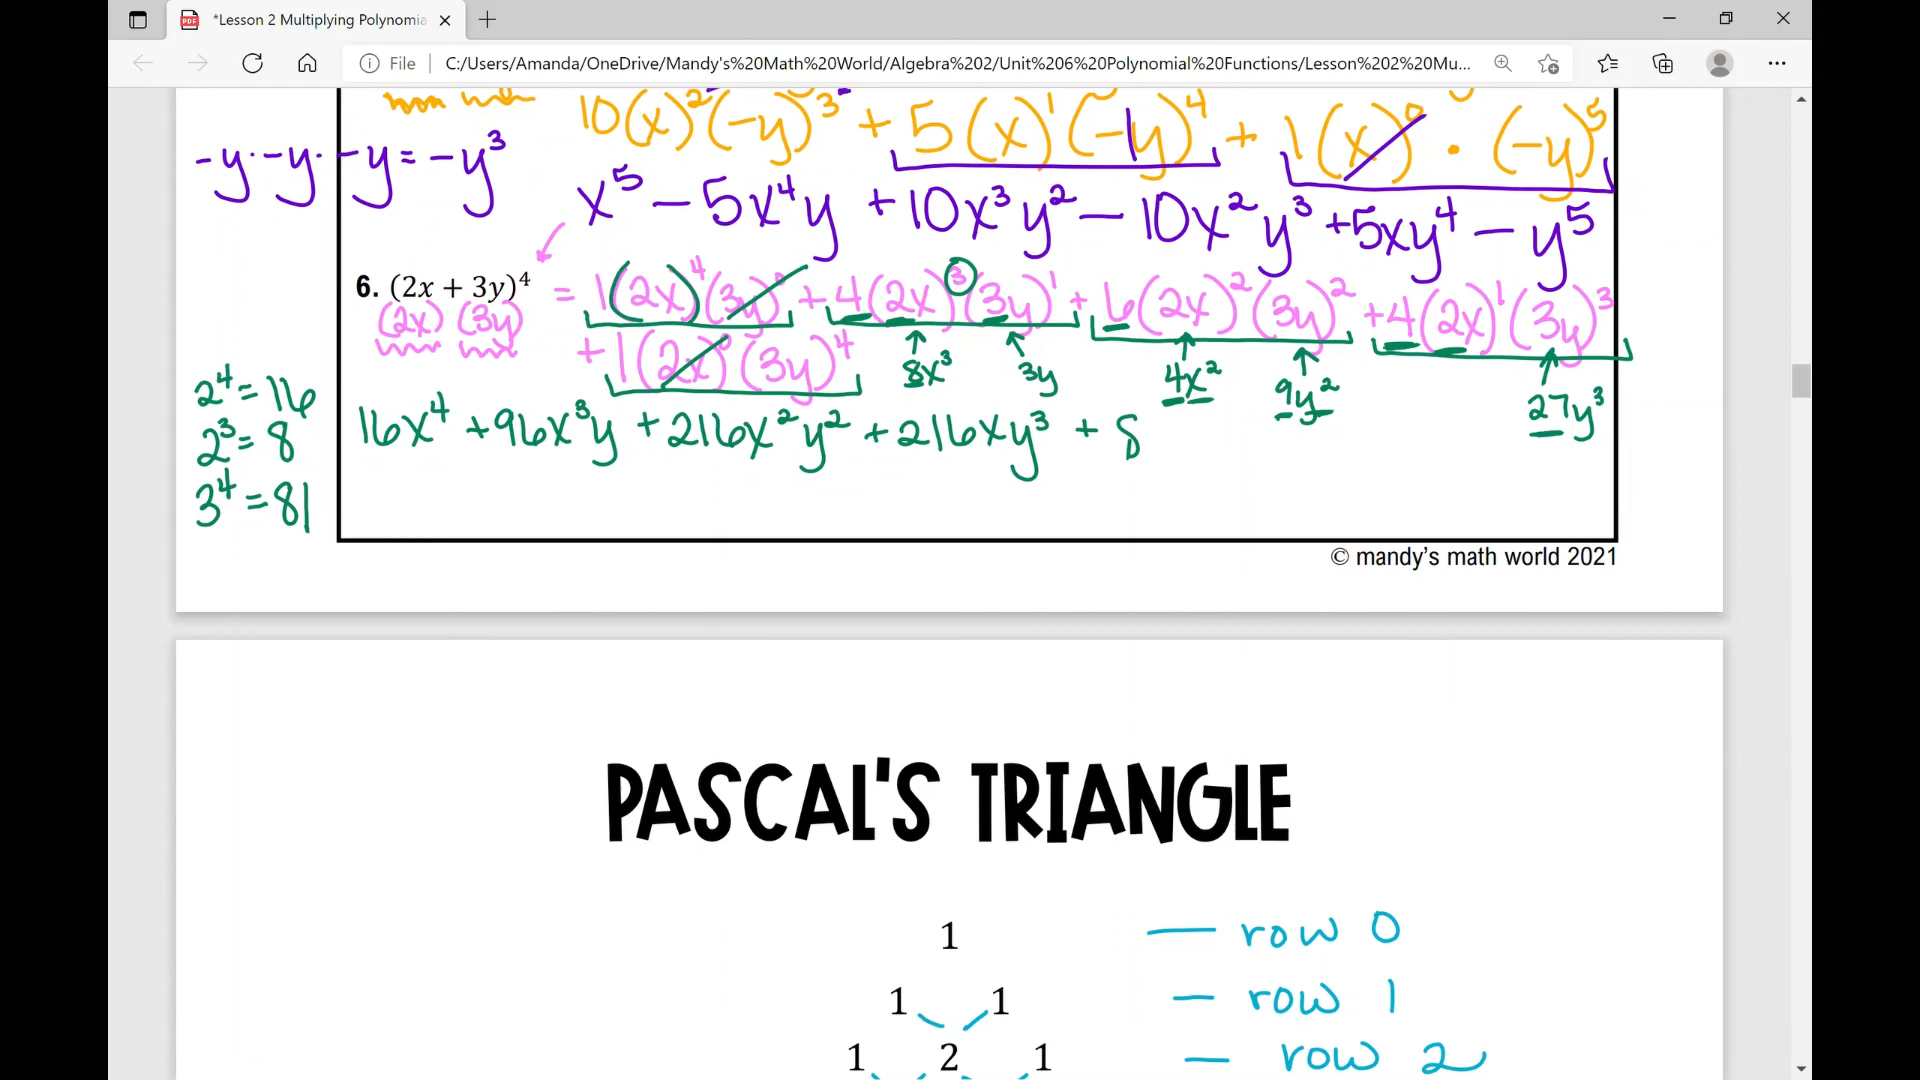 *Lesson 2 Multiplying Polynomia
File C:/Users/Amanda/OneDrive/Mandy's%20Math%20World/Algebra%202/Unit%206%20Polynomial%20Functions/Lesson%202%20Mu...
10(x)²(-y)³ + 5(x)¹(-1y)⁴ + 1(x)⁰ · (-y)⁵
-y·-y·-y = -y³
x⁵ - 5x⁴y + 10x³y² - 10x²y³ + 5xy⁴ - y⁵
6. (2x + 3y)⁴ = 1(2x)⁴(3y)⁰ + 4(2x)³(3y)¹ + 6(2x)²(3y)² + 4(2x)¹(3y)³
(2x) (3y)
+ 1(2x)⁰(3y)⁴
8x³ 3y 4x² 9y² 27y³
2⁴ = 16
2³ = 8
3⁴ = 81
16x⁴ + 96x³y + 216x²y² + 216xy³ + 8
© mandy's math world 2021
PASCAL'S TRIANGLE
1 — row 0
1 1 — row 1
1 2 1 — row 2